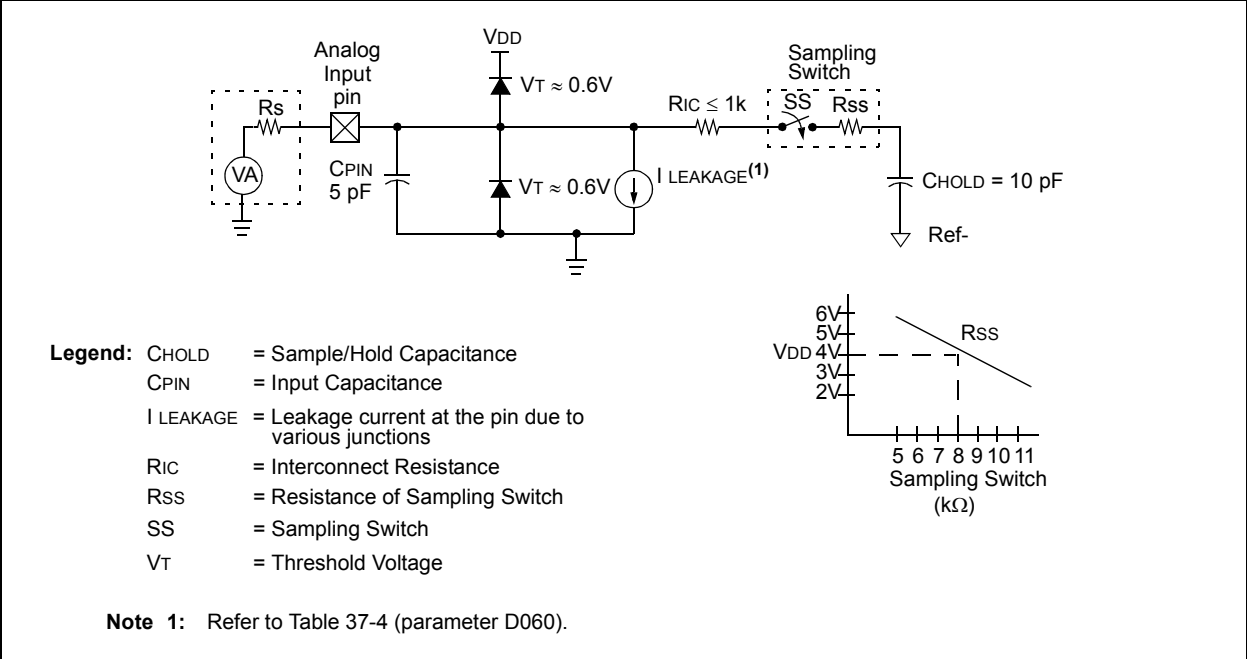 VDD
Analog
Input
pin
VT ≈ 0.6V
Sampling
Switch
Rs
RIC ≤ 1k
SS
Rss
VA
CPIN
5 pF
VT ≈ 0.6V
I LEAKAGE(1)
CHOLD = 10 pF
Ref-
6V
5V
VDD 4V
3V
2V
RSS
5 6 7 8 9 10 11
Sampling Switch
(kΩ)
Legend: CHOLD = Sample/Hold Capacitance
CPIN = Input Capacitance
I LEAKAGE = Leakage current at the pin due to
various junctions
RIC = Interconnect Resistance
RSS = Resistance of Sampling Switch
SS = Sampling Switch
VT = Threshold Voltage
Note 1: Refer to Table 37-4 (parameter D060).